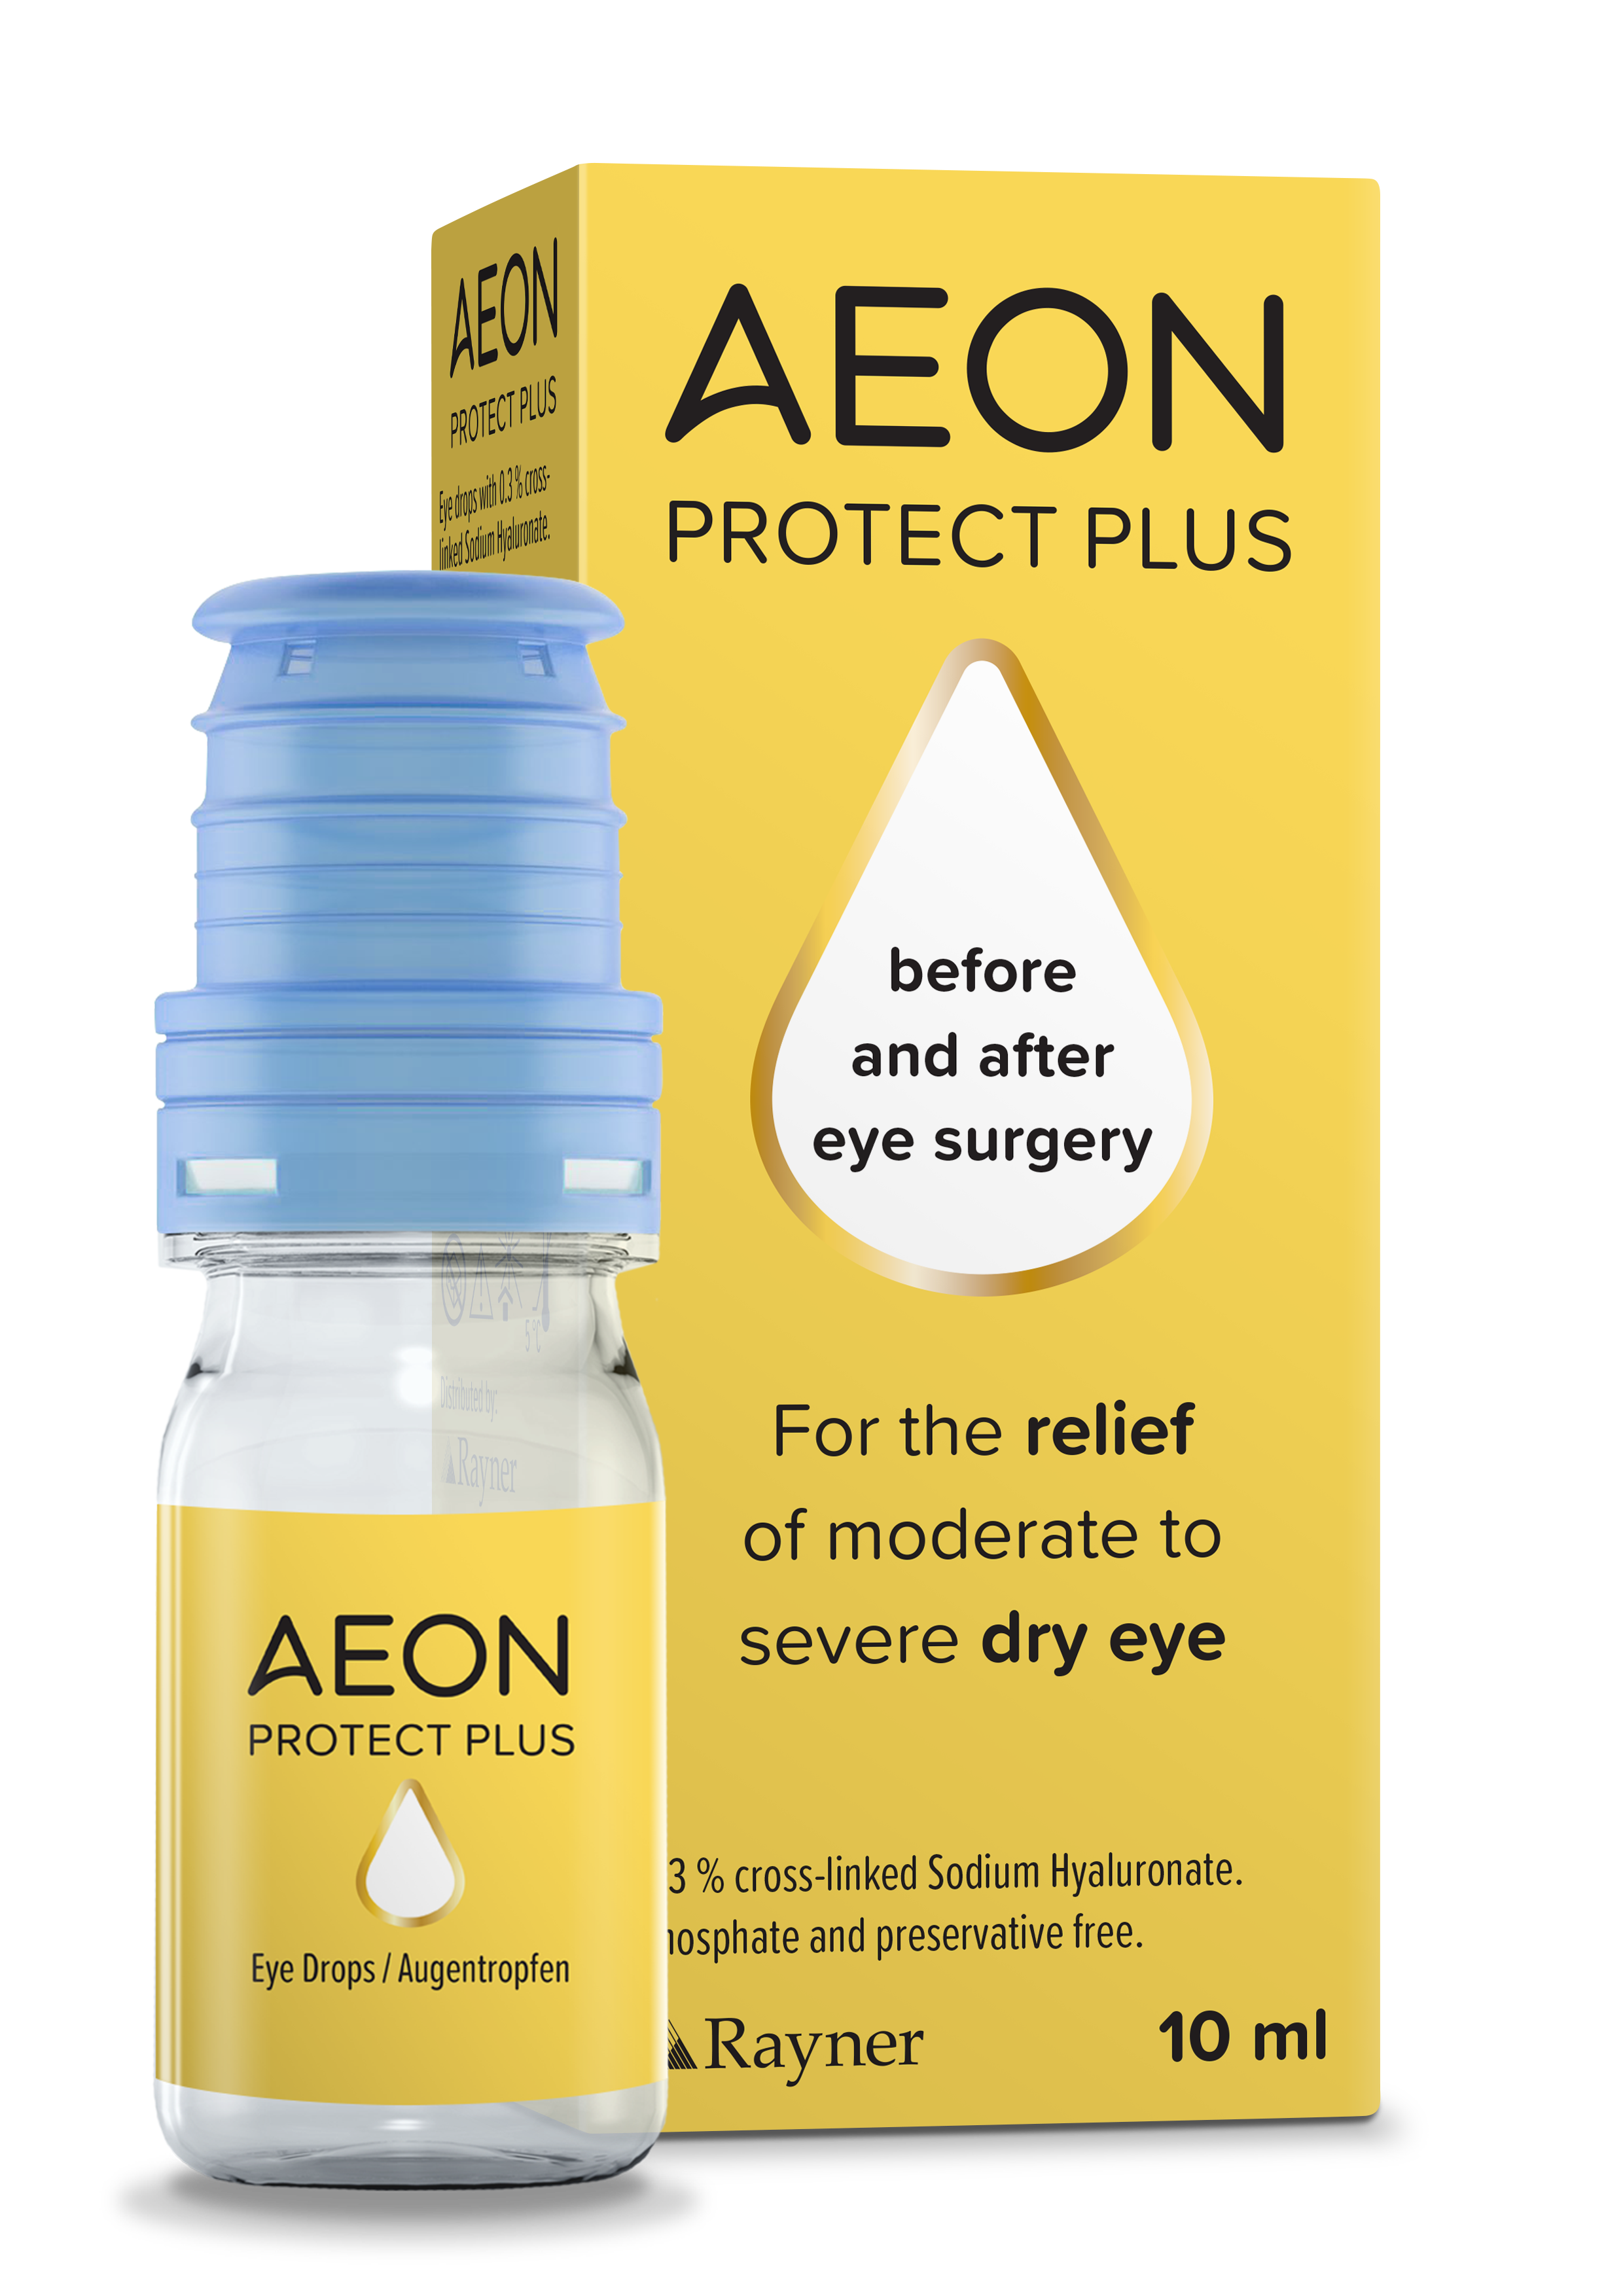 AEON
PROTECT PLUS
Eye drops with 0.3 % cross-
linked Sodium Hyaluronate.
5 °C
Distributed by:
Rayner
AEON
PROTECT PLUS
before
and after
eye surgery
For the relief
of moderate to
severe dry eye
3 % cross-linked Sodium Hyaluronate.
hosphate and preservative free.
Rayner
10 ml
AEON
PROTECT PLUS
Eye Drops / Augentropfen